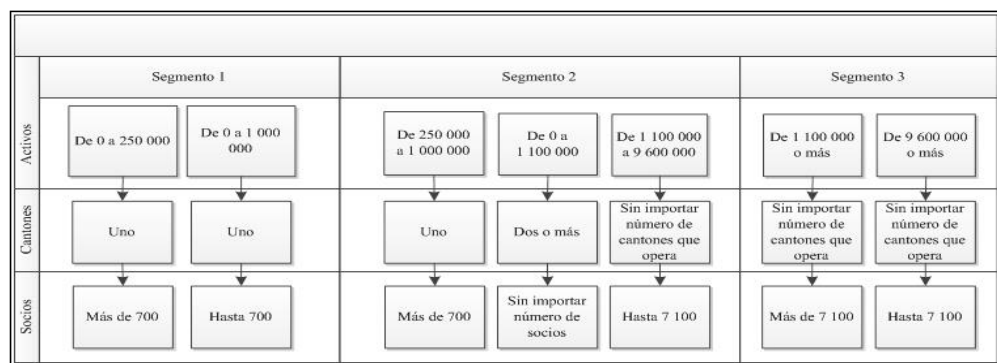 Segmento 1
Segmento 2
Segmento 3
Activos
De 0 a 250 000
De 0 a 1 000
000
De 250 000
a 1 000 000
De 0 a
1 100 000
De 1 100 000
a 9 600 000
De 1 100 000
o más
De 9 600 000
o más
Cantones
Uno
Uno
Uno
Dos o más
Sin importar
número de
cantones que
opera
Sin importar
número de
cantones que
opera
Sin importar
número de
cantones que
opera
Socios
Más de 700
Hasta 700
Más de 700
Sin importar
número de
socios
Hasta 7 100
Más de 7 100
Hasta 7 100